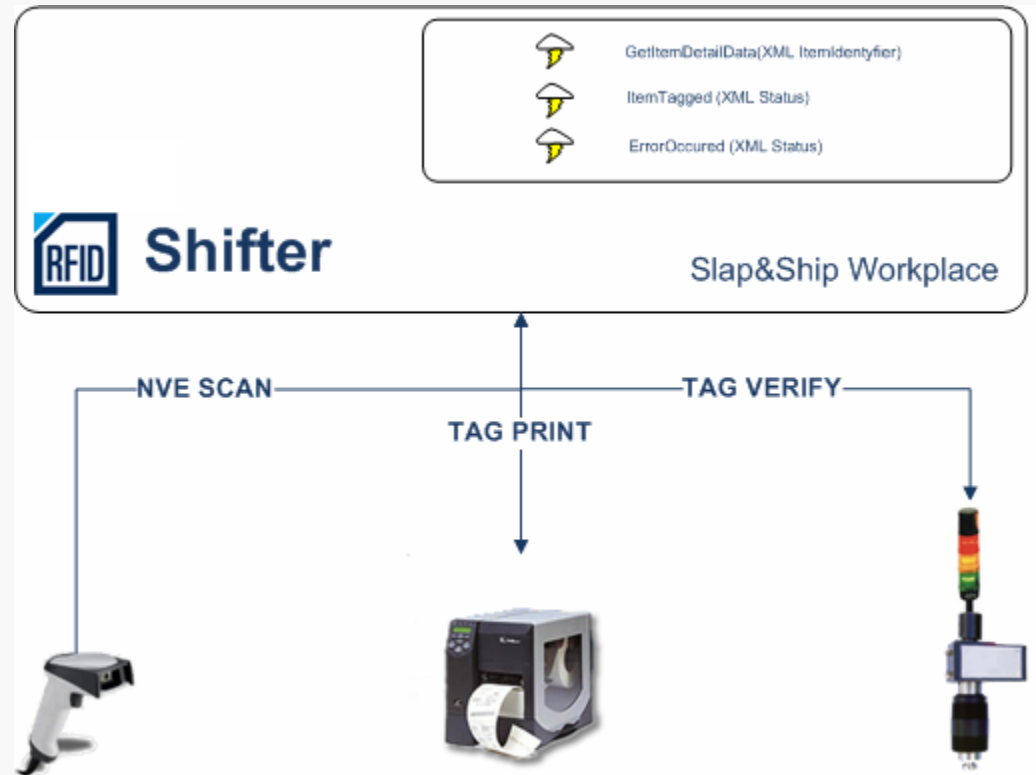 GetItemDetailData(XML ItemIdentyfier)
ItemTagged (XML Status)
ErrorOccured (XML Status)
RFID
Shifter
Slap&Ship Workplace
NVE SCAN
TAG VERIFY
TAG PRINT